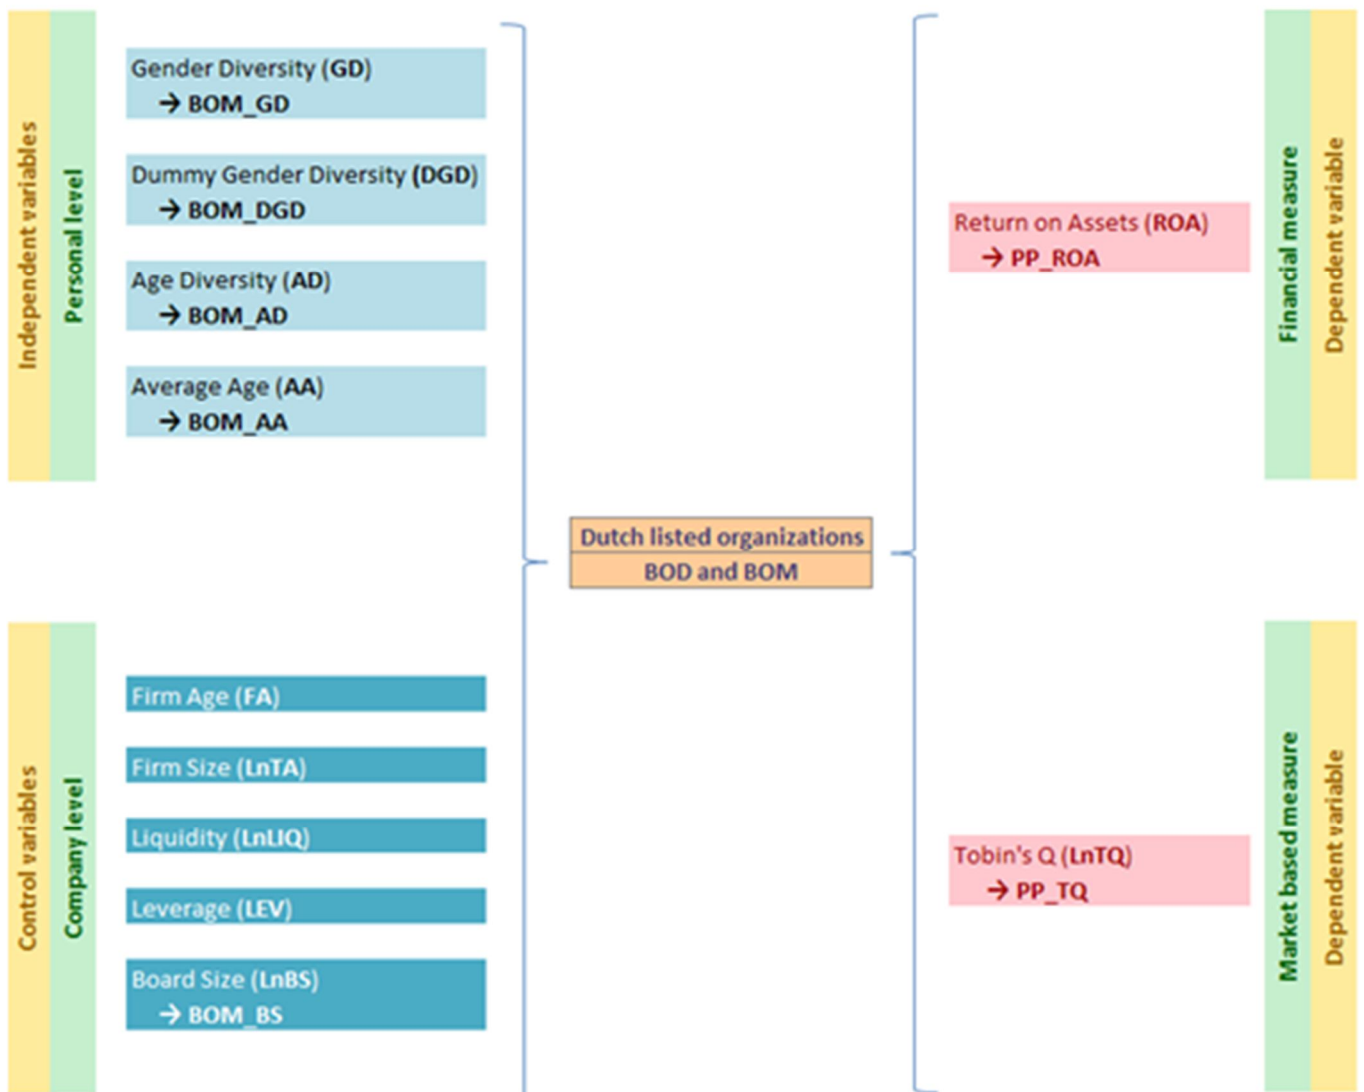 Independent variables
Personal level
Gender Diversity (GD)
→ BOM_GD
Dummy Gender Diversity (DGD)
→ BOM_DGD
Age Diversity (AD)
→ BOM_AD
Average Age (AA)
→ BOM_AA
Control variables
Company level
Firm Age (FA)
Firm Size (LnTA)
Liquidity (LnLIQ)
Leverage (LEV)
Board Size (LnBS)
→ BOM_BS
Dutch listed organizations
BOD and BOM
Return on Assets (ROA)
→ PP_ROA
Financial measure
Dependent variable
Tobin's Q (LnTQ)
→ PP_TQ
Market based measure
Dependent variable